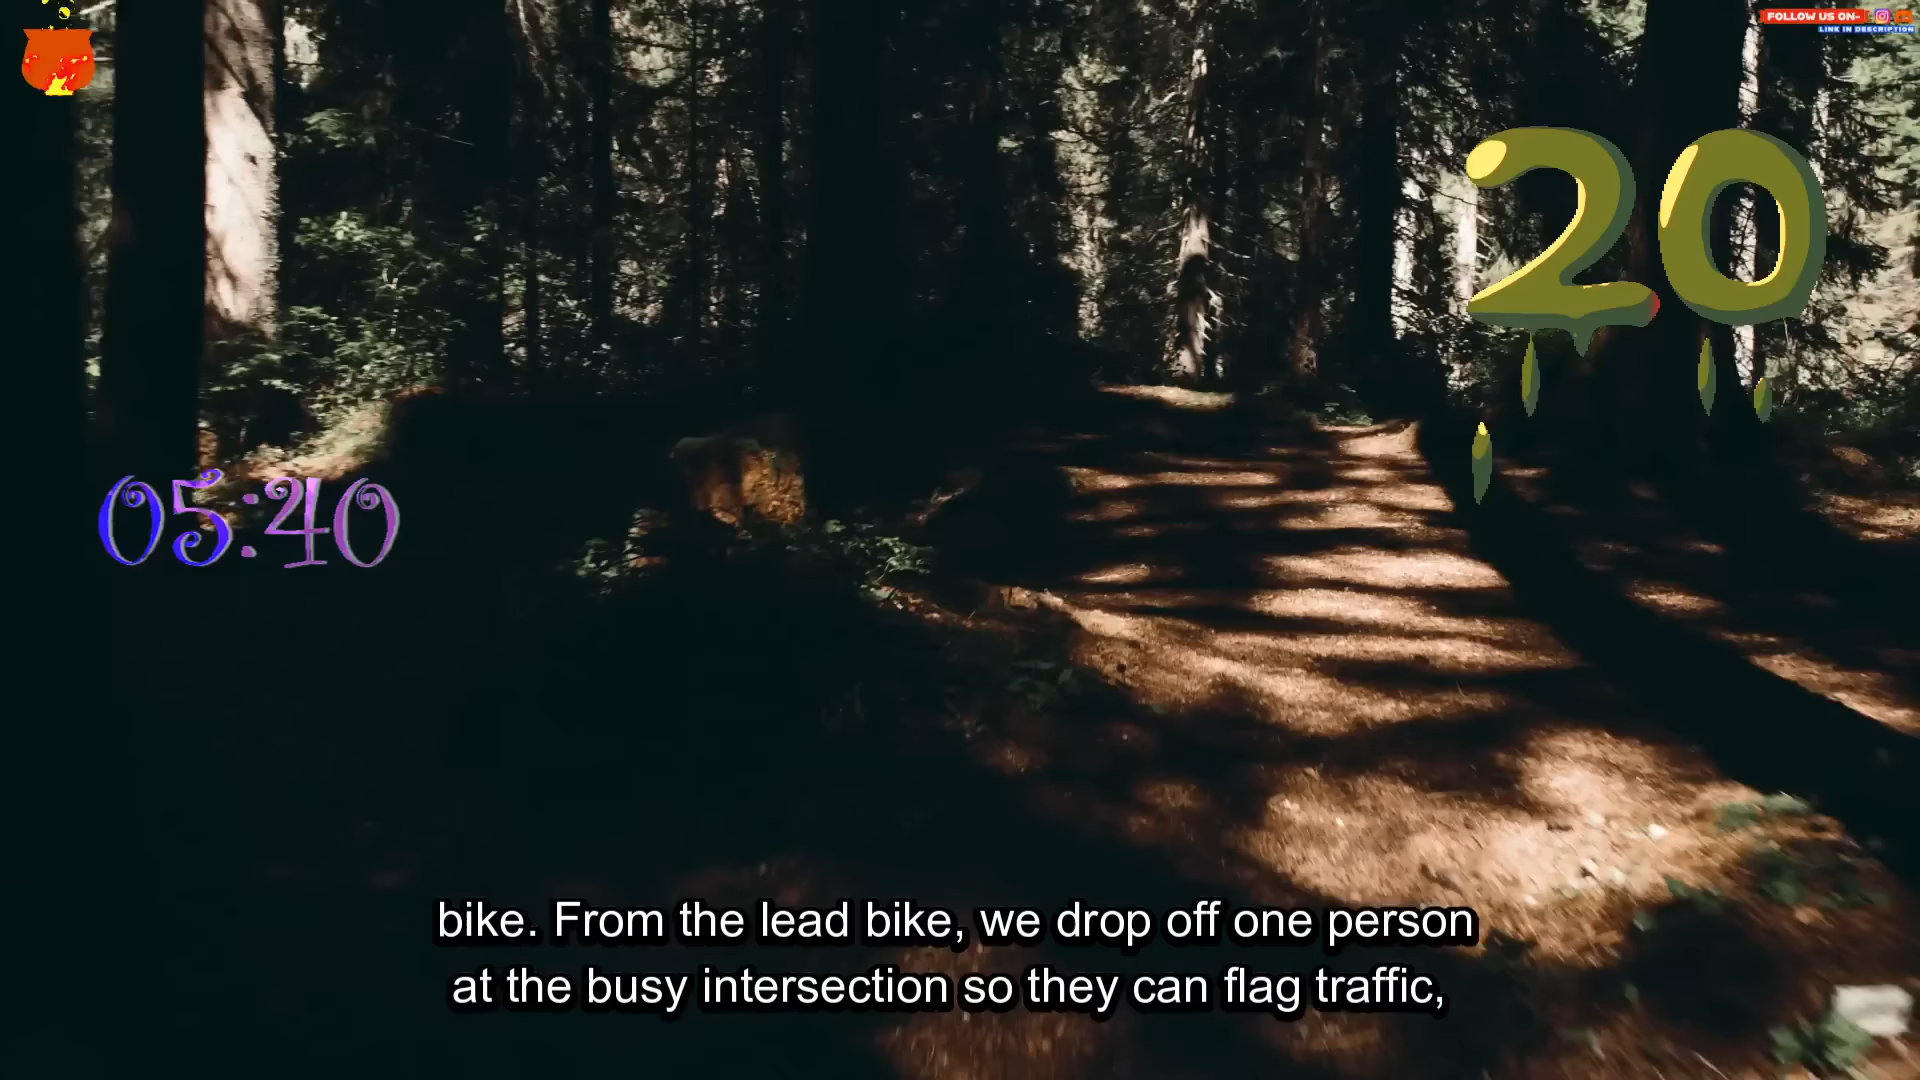 FOLLOW US ON-
LINK IN DESCRIPTION
20
05:40
bike. From the lead bike, we drop off one person
at the busy intersection so they can flag traffic,